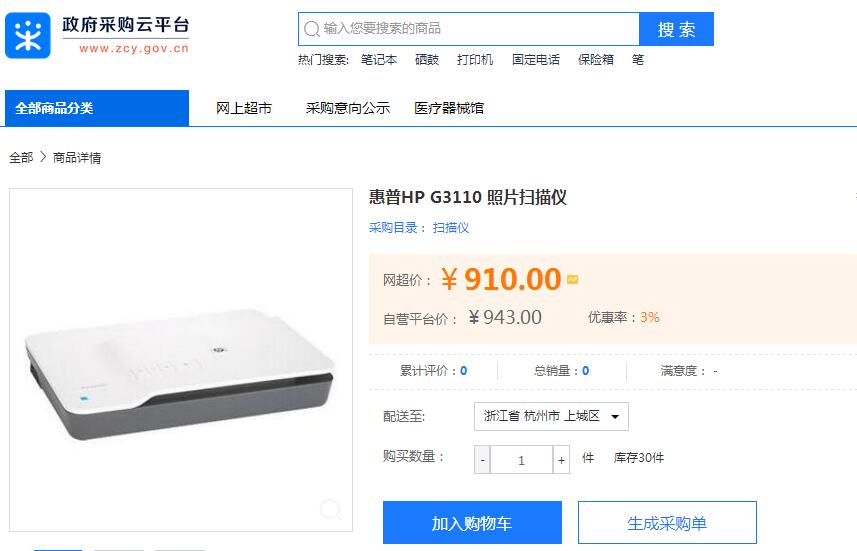 政府采购云平台
www.zcy.gov.cn
输入您要搜索的商品
搜 索
热门搜索: 笔记本 硒鼓 打印机 固定电话 保险箱 笔
全部商品分类 网上超市 采购意向公示 医疗器械馆
全部 > 商品详情
惠普HP G3110 照片扫描仪
采购目录： 扫描仪
网超价： ¥ 910.00
自营平台价： ¥ 943.00 优惠率：3%
累计评价：0 总销量：0 满意度： -
配送至: 浙江省 杭州市 上城区
购买数量： - 1 + 件 库存30件
加入购物车 生成采购单